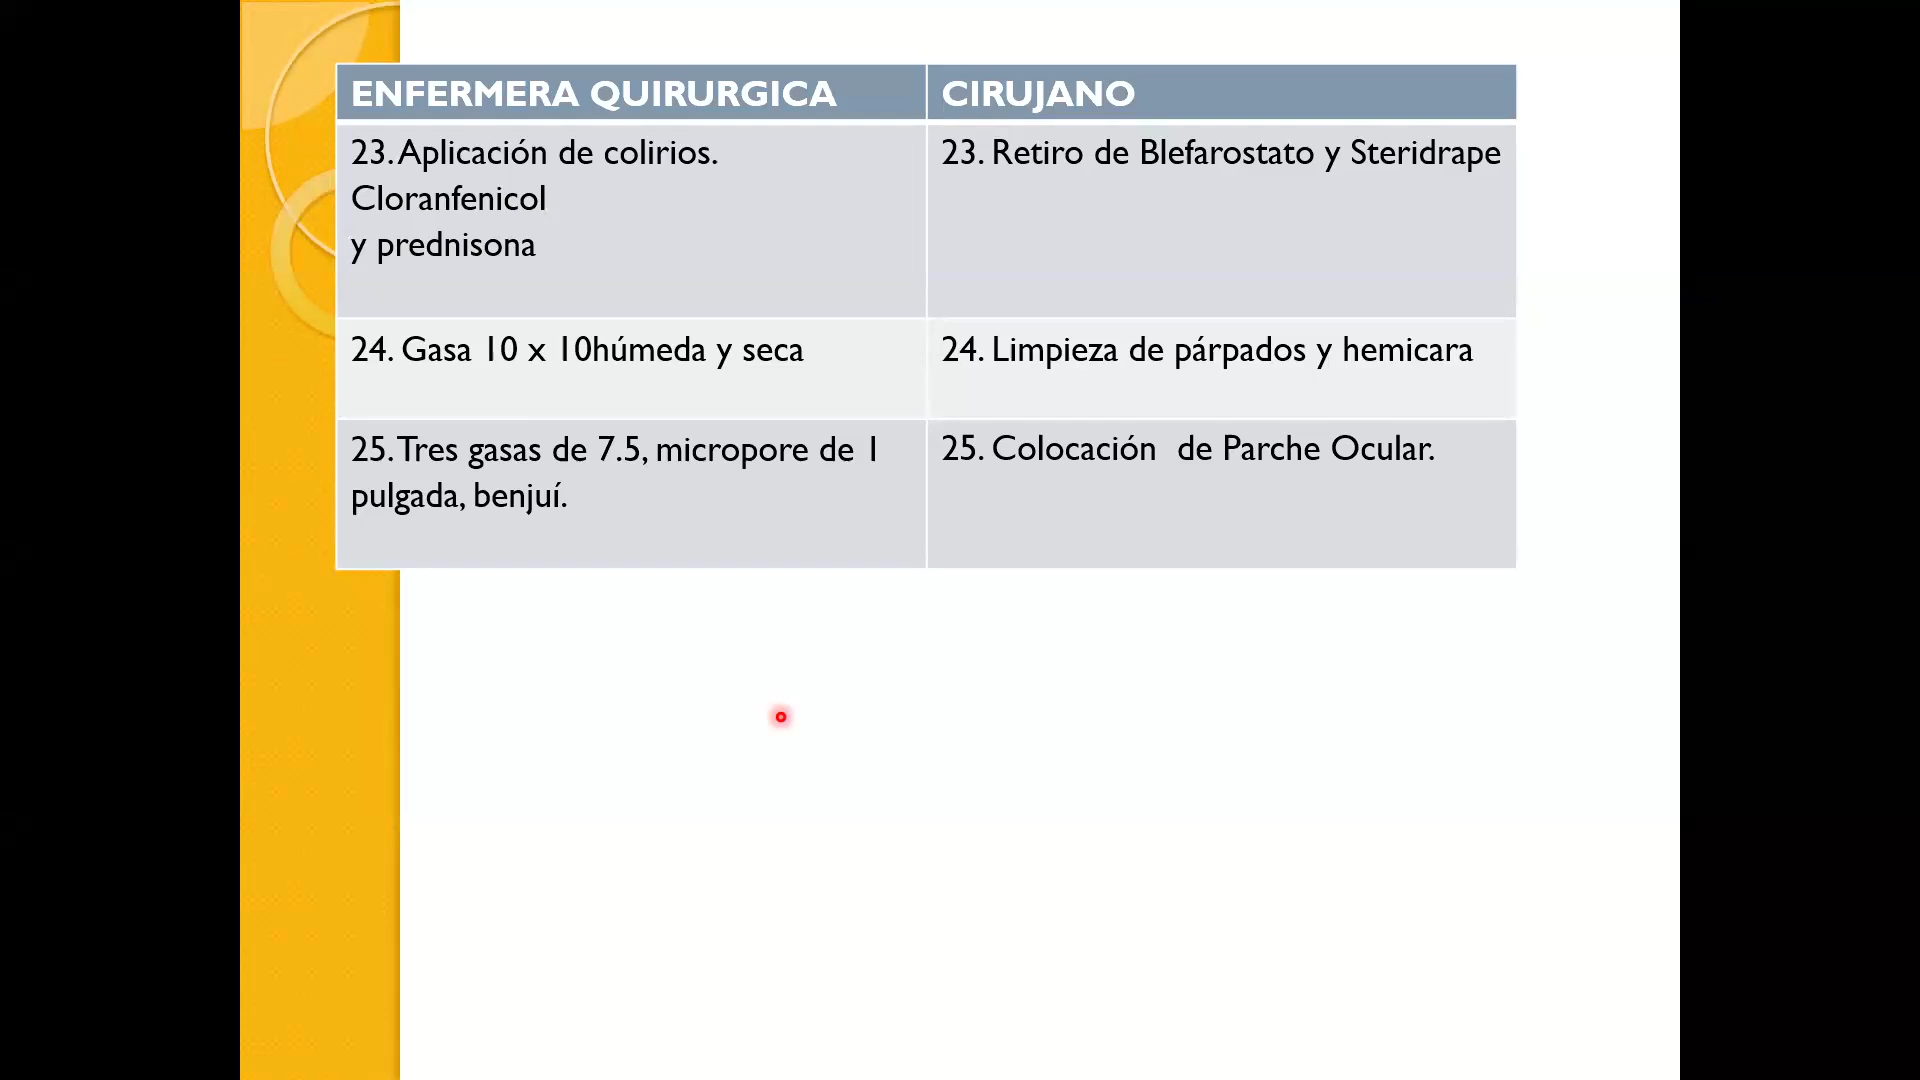 ENFERMERA QUIRURGICA
CIRUJANO
23. Aplicación de colirios.
Cloranfenicol
y prednisona
23. Retiro de Blefarostato y Steridrape
24. Gasa 10 x 10húmeda y seca
24. Limpieza de párpados y hemicara
25. Tres gasas de 7.5, micropore de 1
pulgada, benjuí.
25. Colocación  de Parche Ocular.